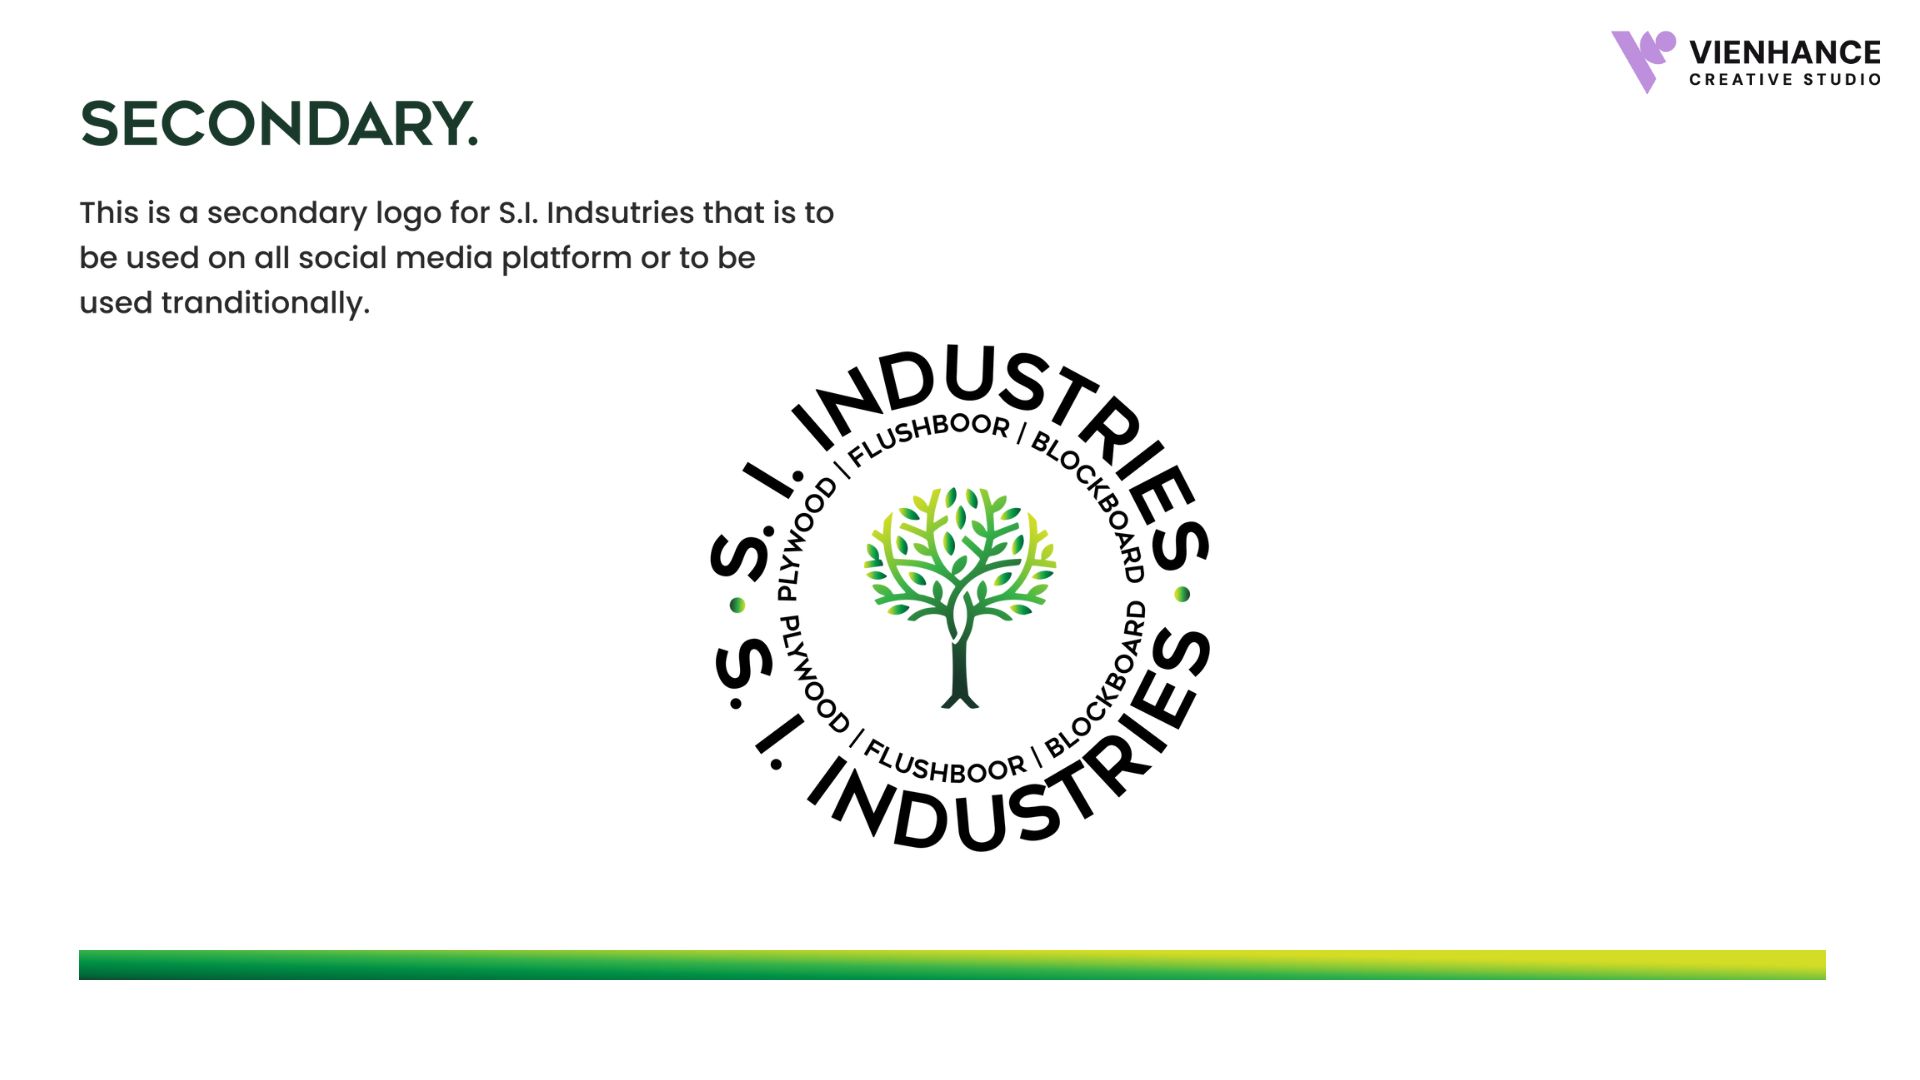 VIENHANCE
CREATIVE STUDIO
SECONDARY.
This is a secondary logo for S.I. Indsutries that is to
be used on all social media platform or to be
used tranditionally.
S. I. INDUSTRIES
PLYWOOD | FLUSHBOOR | BLOCKBOARD
PLYWOOD | FLUSHBOOR | BLOCKBOARD
S. I. INDUSTRIES